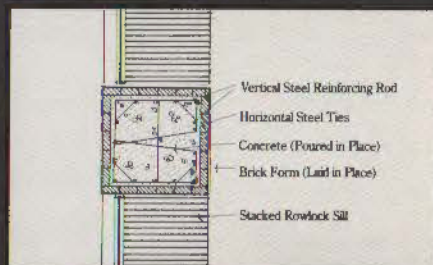 Vertical Steel Reinforcing Rod
Horizontal Steel Ties
Concrete (Poured in Place)
Brick Form (Laid in Place)
Stacked Rowlock Sill